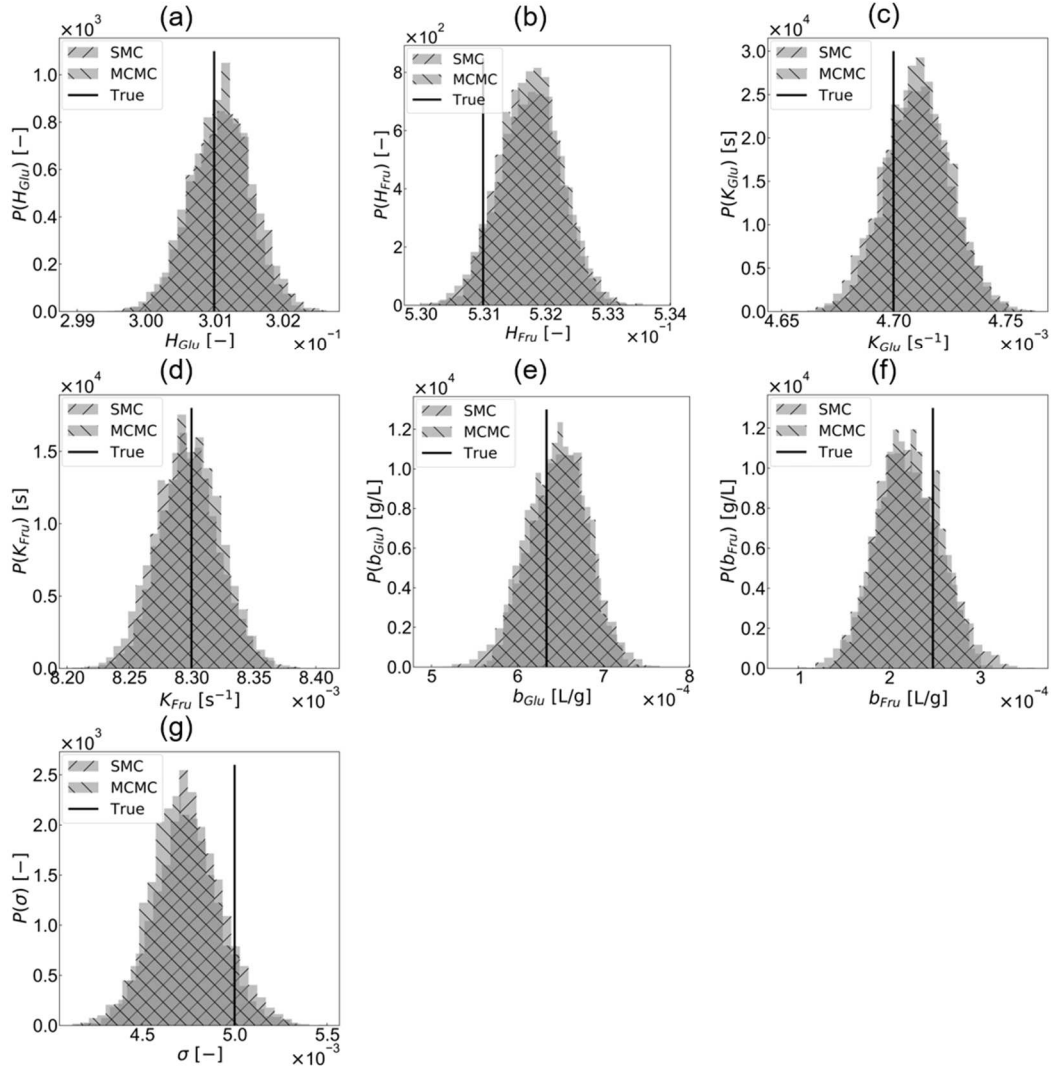 (a)
×10³
SMC
MCMC
True
P(H_Glu) [−]
1.0
0.8
0.6
0.4
0.2
0.0
2.99 3.00 3.01 3.02
H_Glu [−]
×10⁻¹
(b)
×10²
SMC
MCMC
True
P(H_Fru) [−]
8
6
4
2
0
5.30 5.31 5.32 5.33 5.34
H_Fru [−]
×10⁻¹
(c)
×10⁴
SMC
MCMC
True
P(K_Glu) [s]
3.0
2.5
2.0
1.5
1.0
0.5
0.0
4.65 4.70 4.75
K_Glu [s⁻¹]
×10⁻³
(d)
×10⁴
SMC
MCMC
True
P(K_Fru) [s]
1.5
1.0
0.5
0.0
8.20 8.30 8.30 8.40
K_Fru [s⁻¹]
×10⁻³
(e)
×10⁴
SMC
MCMC
True
P(b_Glu) [g/L]
1.2
1.0
0.8
0.6
0.4
0.2
0.0
5 6 7 8
b_Glu [L/g]
×10⁻⁴
(f)
×10⁴
SMC
MCMC
True
P(b_Fru) [g/L]
1.2
1.0
0.8
0.6
0.4
0.2
0.0
1 2 3
b_Fru [L/g]
×10⁻⁴
(g)
×10³
SMC
MCMC
True
P(σ) [−]
2.5
2.0
1.5
1.0
0.5
0.0
4.5 5.0 5.5
σ [−]
×10⁻³